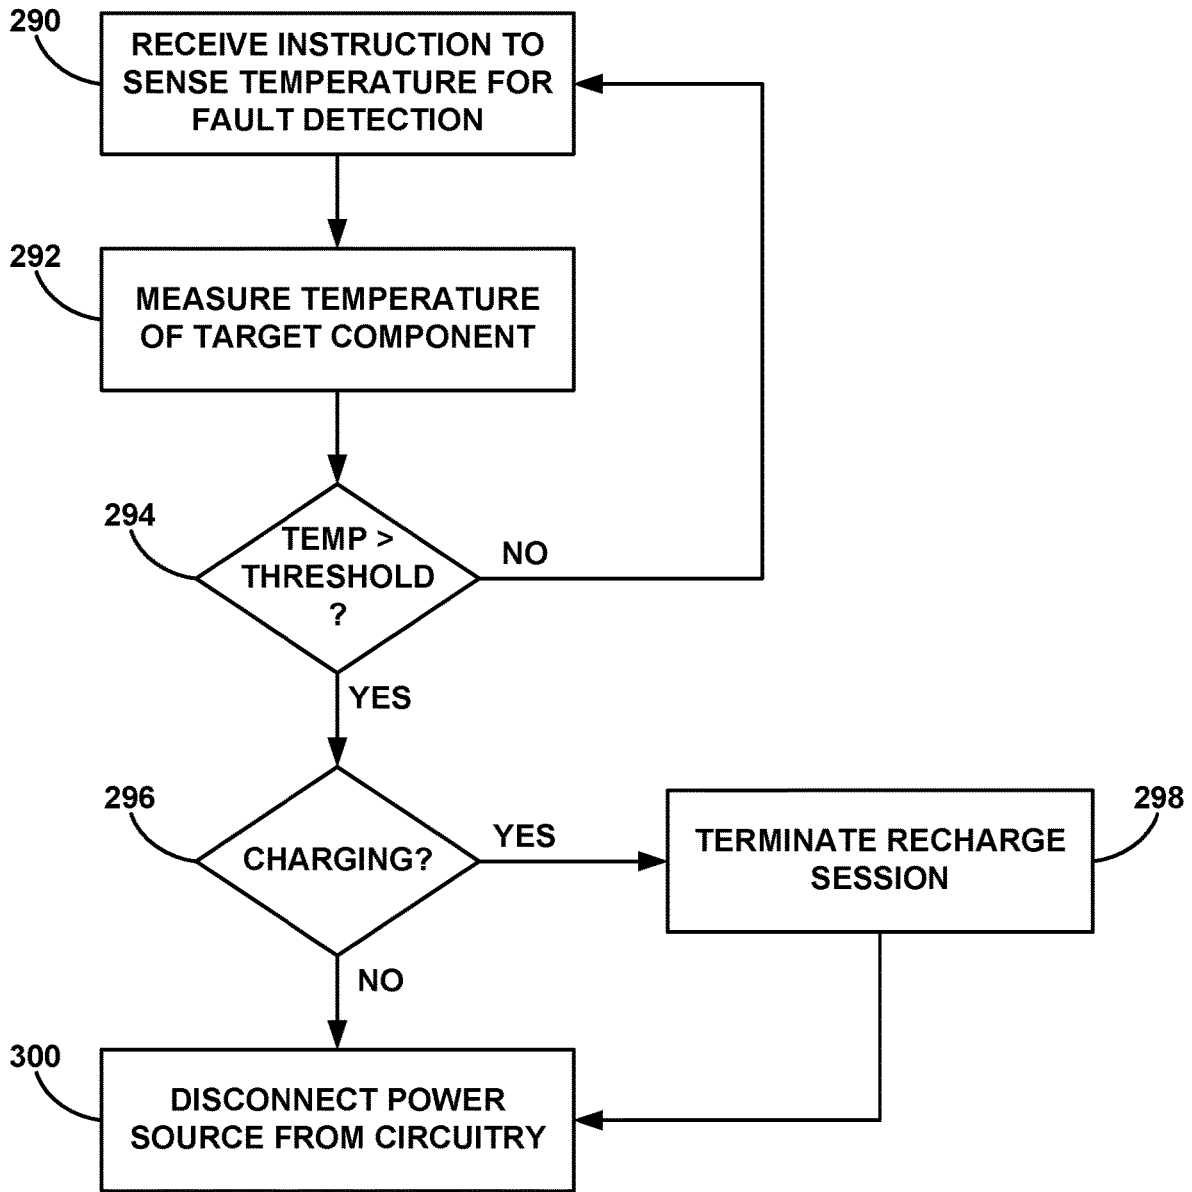 290
RECEIVE INSTRUCTION TO
SENSE TEMPERATURE FOR
FAULT DETECTION
292
MEASURE TEMPERATURE
OF TARGET COMPONENT
294
TEMP >
THRESHOLD
?
NO
YES
296
CHARGING?
YES
TERMINATE RECHARGE
SESSION
298
NO
300
DISCONNECT POWER
SOURCE FROM CIRCUITRY